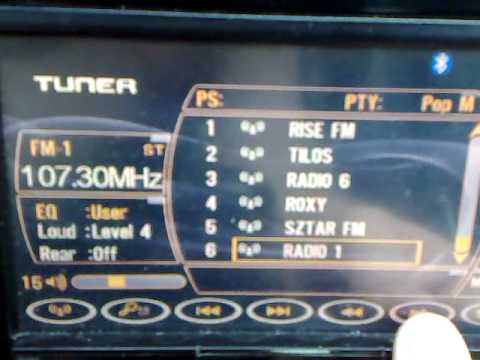 TUNER
PS: PTY: Pop M
FM-1 ST
107.30MHz
EQ :User
Loud :Level 4
Rear :Off
1 RISE FM
2 TILOS
3 RADIO 6
4 ROXY
5 SZTAR FM
6 RADIO 1
15